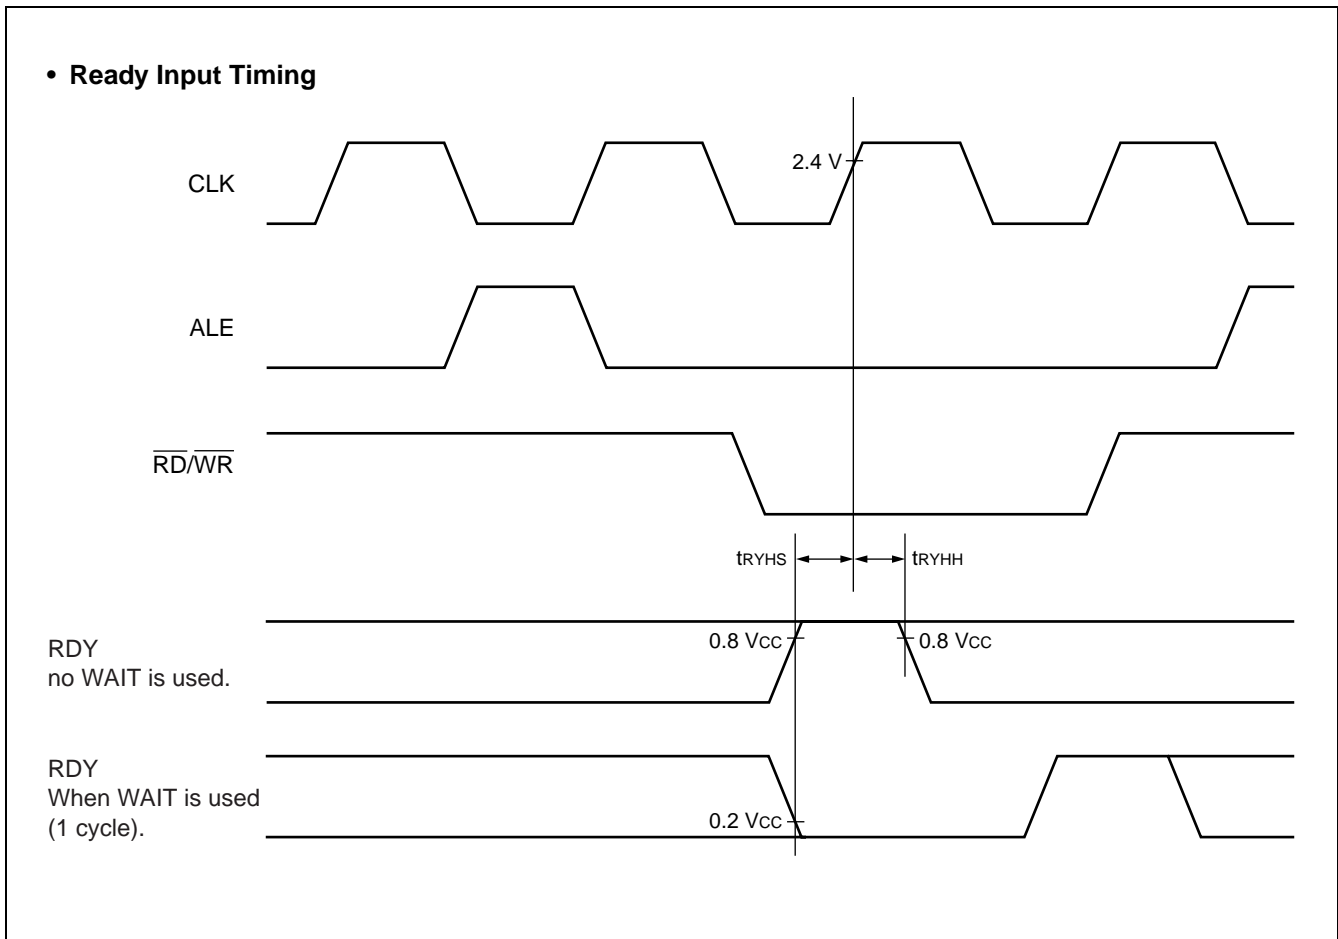 • Ready Input Timing
2.4 V
CLK
ALE
RD/WR
tRYHS
tRYHH
RDY
no WAIT is used.
0.8 VCC
0.8 VCC
RDY
When WAIT is used
(1 cycle).
0.2 VCC